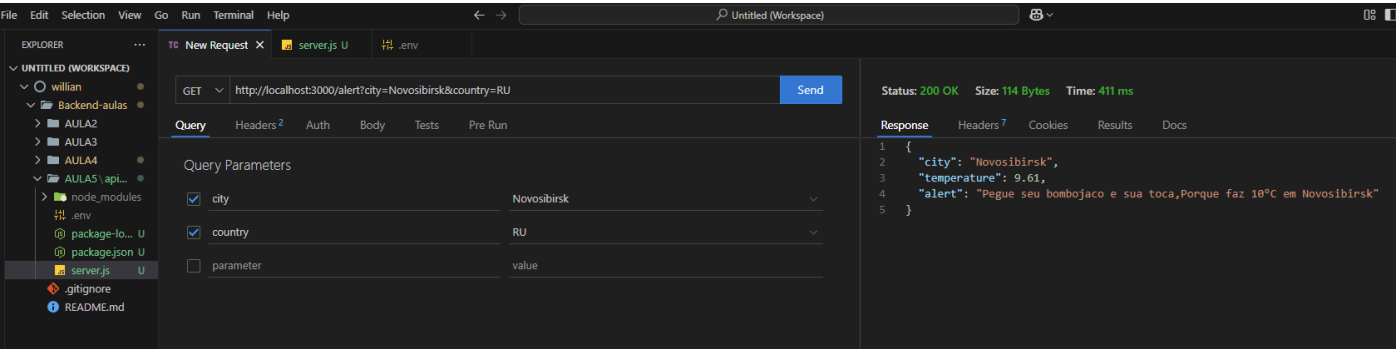 File Edit Selection View Go Run Terminal Help
Untitled (Workspace)
EXPLORER
UNTITLED (WORKSPACE)
willian
Backend-aulas
AULA2
AULA3
AULA4
AULA5\api...
node_modules
.env
package-lo... U
package.json U
server.js U
.gitignore
README.md
TC New Request
JS server.js U
.env
GET http://localhost:3000/alert?city=Novosibirsk&country=RU Send
Query Headers 2 Auth Body Tests Pre Run
Query Parameters
city Novosibirsk
country RU
parameter value
Status: 200 OK Size: 114 Bytes Time: 411 ms
Response Headers 7 Cookies Results Docs
1 {
2 "city": "Novosibirsk",
3 "temperature": 9.61,
4 "alert": "Pegue seu bombojaco e sua toca,Porque faz 10°C em Novosibirsk"
5 }